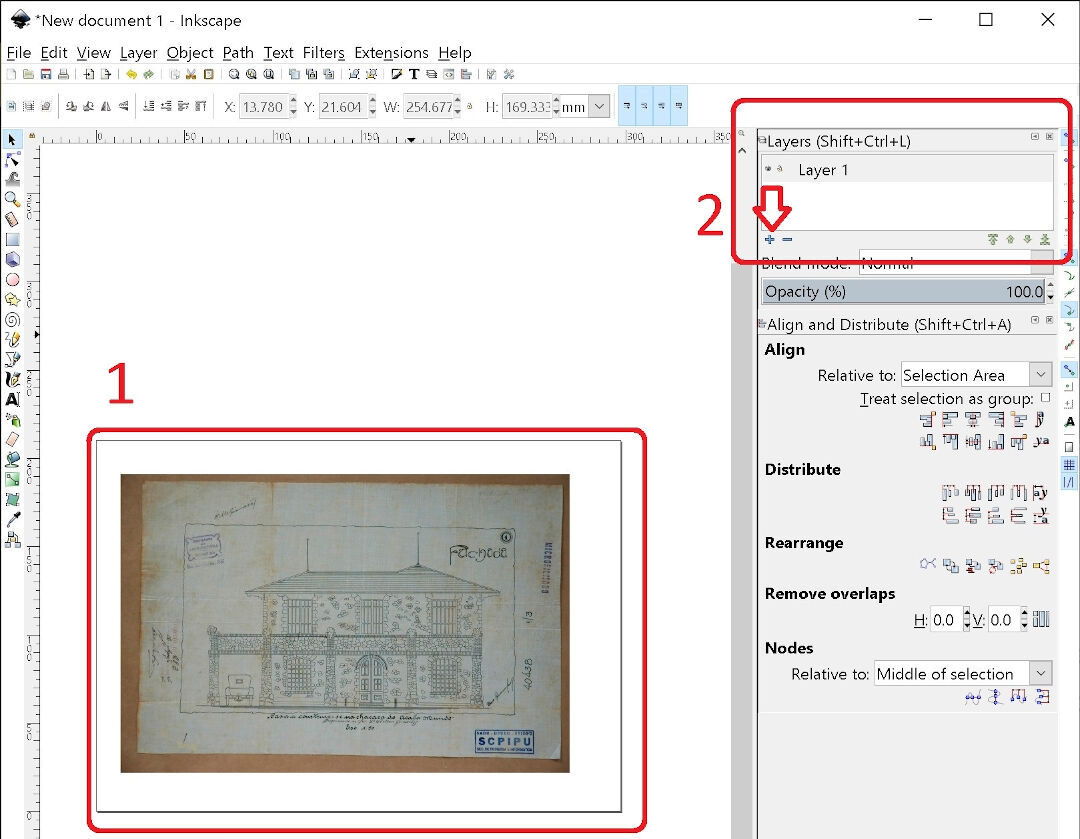 *New document 1 - Inkscape
File Edit View Layer Object Path Text Filters Extensions Help
X: 13.780 Y: 21.604 W: 254.677 H: 169.333 mm
0 50 100 150 200 250 300 350
Layers (Shift+Ctrl+L)
Layer 1
2
Blend mode: Normal
Opacity (%) 100.0
Align and Distribute (Shift+Ctrl+A)
Align
Relative to: Selection Area
Treat selection as group:
Distribute
Rearrange
Remove overlaps
H: 0.0 V: 0.0
Nodes
Relative to: Middle of selection
1
Fachada
MICROFILMADO
1/3
40438
SCPIPU